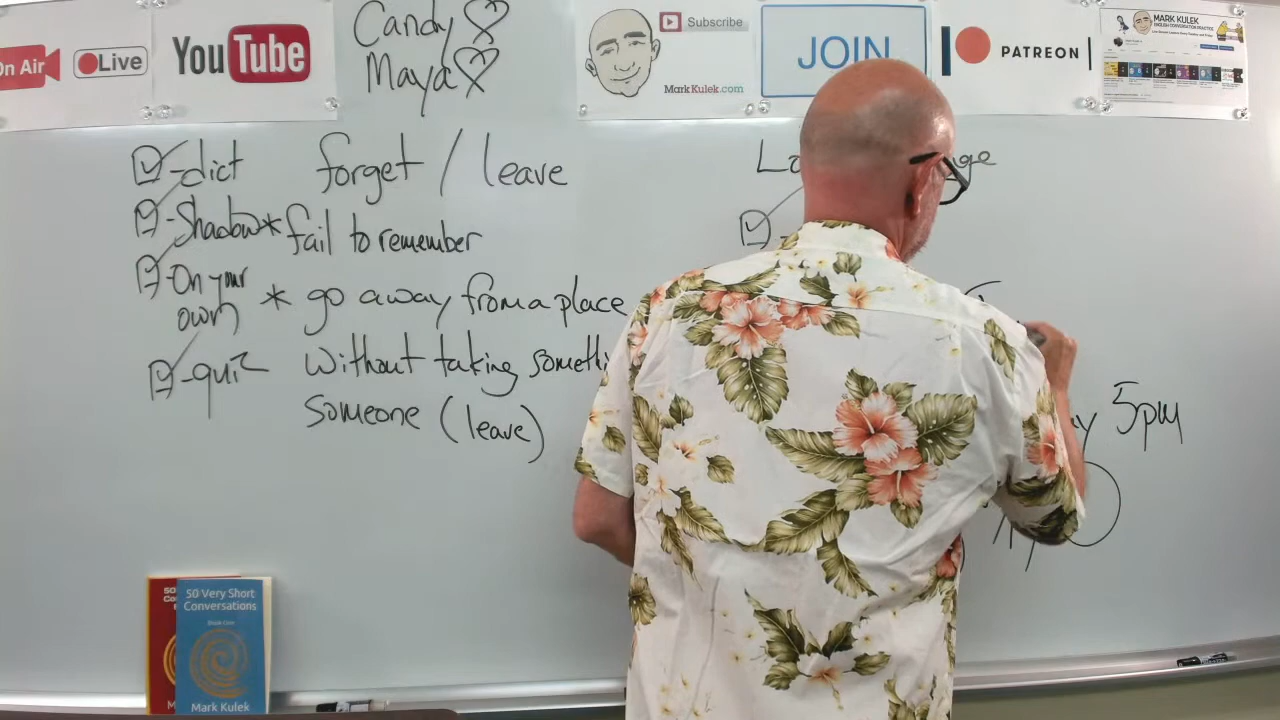 On Air
Live
YouTube
Candy
Maya
Subscribe
MarkKulek.com
JOIN
PATREON
MARK KULEK
-dict forget / leave
-Shadow * fail to remember
-On your
own * go away from a place
-quiz without taking
someone (leave)
5pm
50 Very Short
Conversations
Book One
Mark Kulek